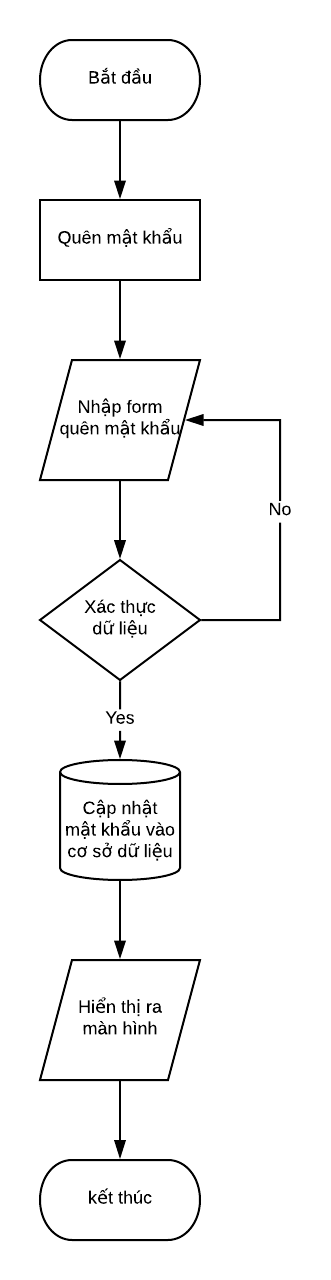 Bắt đầu
Quên mật khẩu
Nhập form
quên mật khẩu
No
Xác thực
dữ liệu
Yes
Cập nhật
mật khẩu vào
cơ sở dữ liệu
Hiển thị ra
màn hình
kết thúc